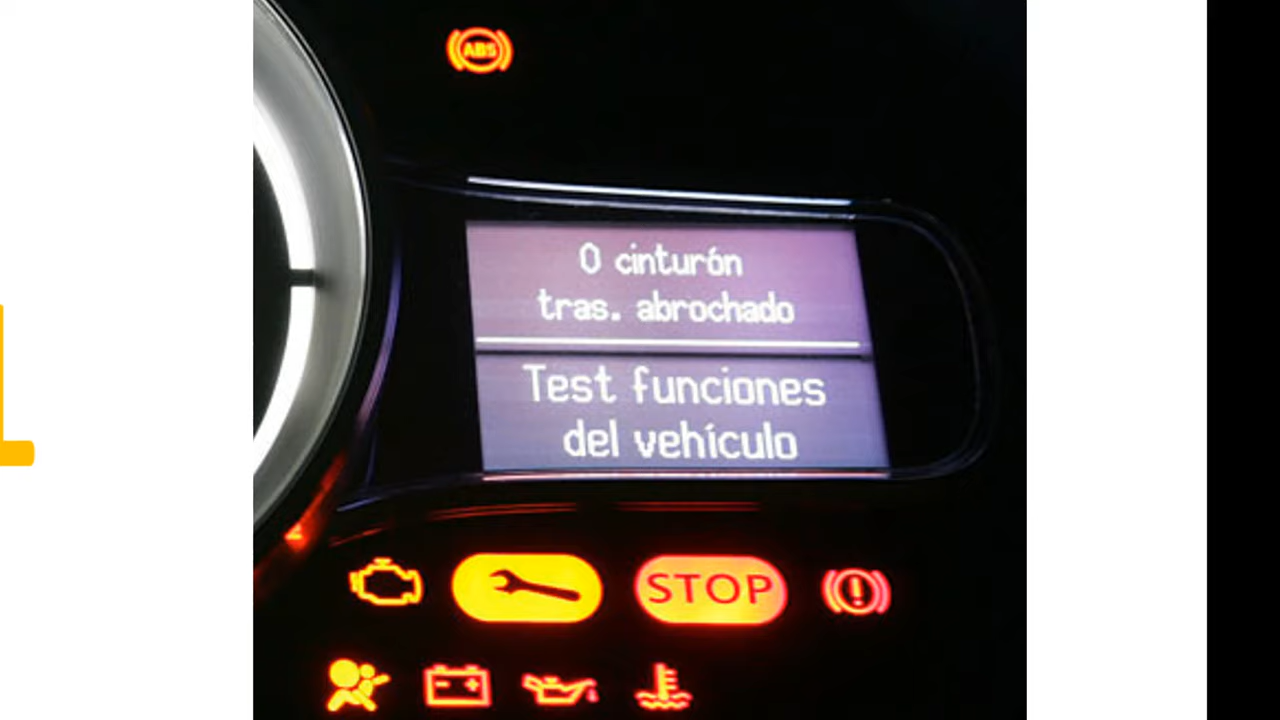 ABS
0 cinturón
tras. abrochado
Test funciones
del vehículo
STOP